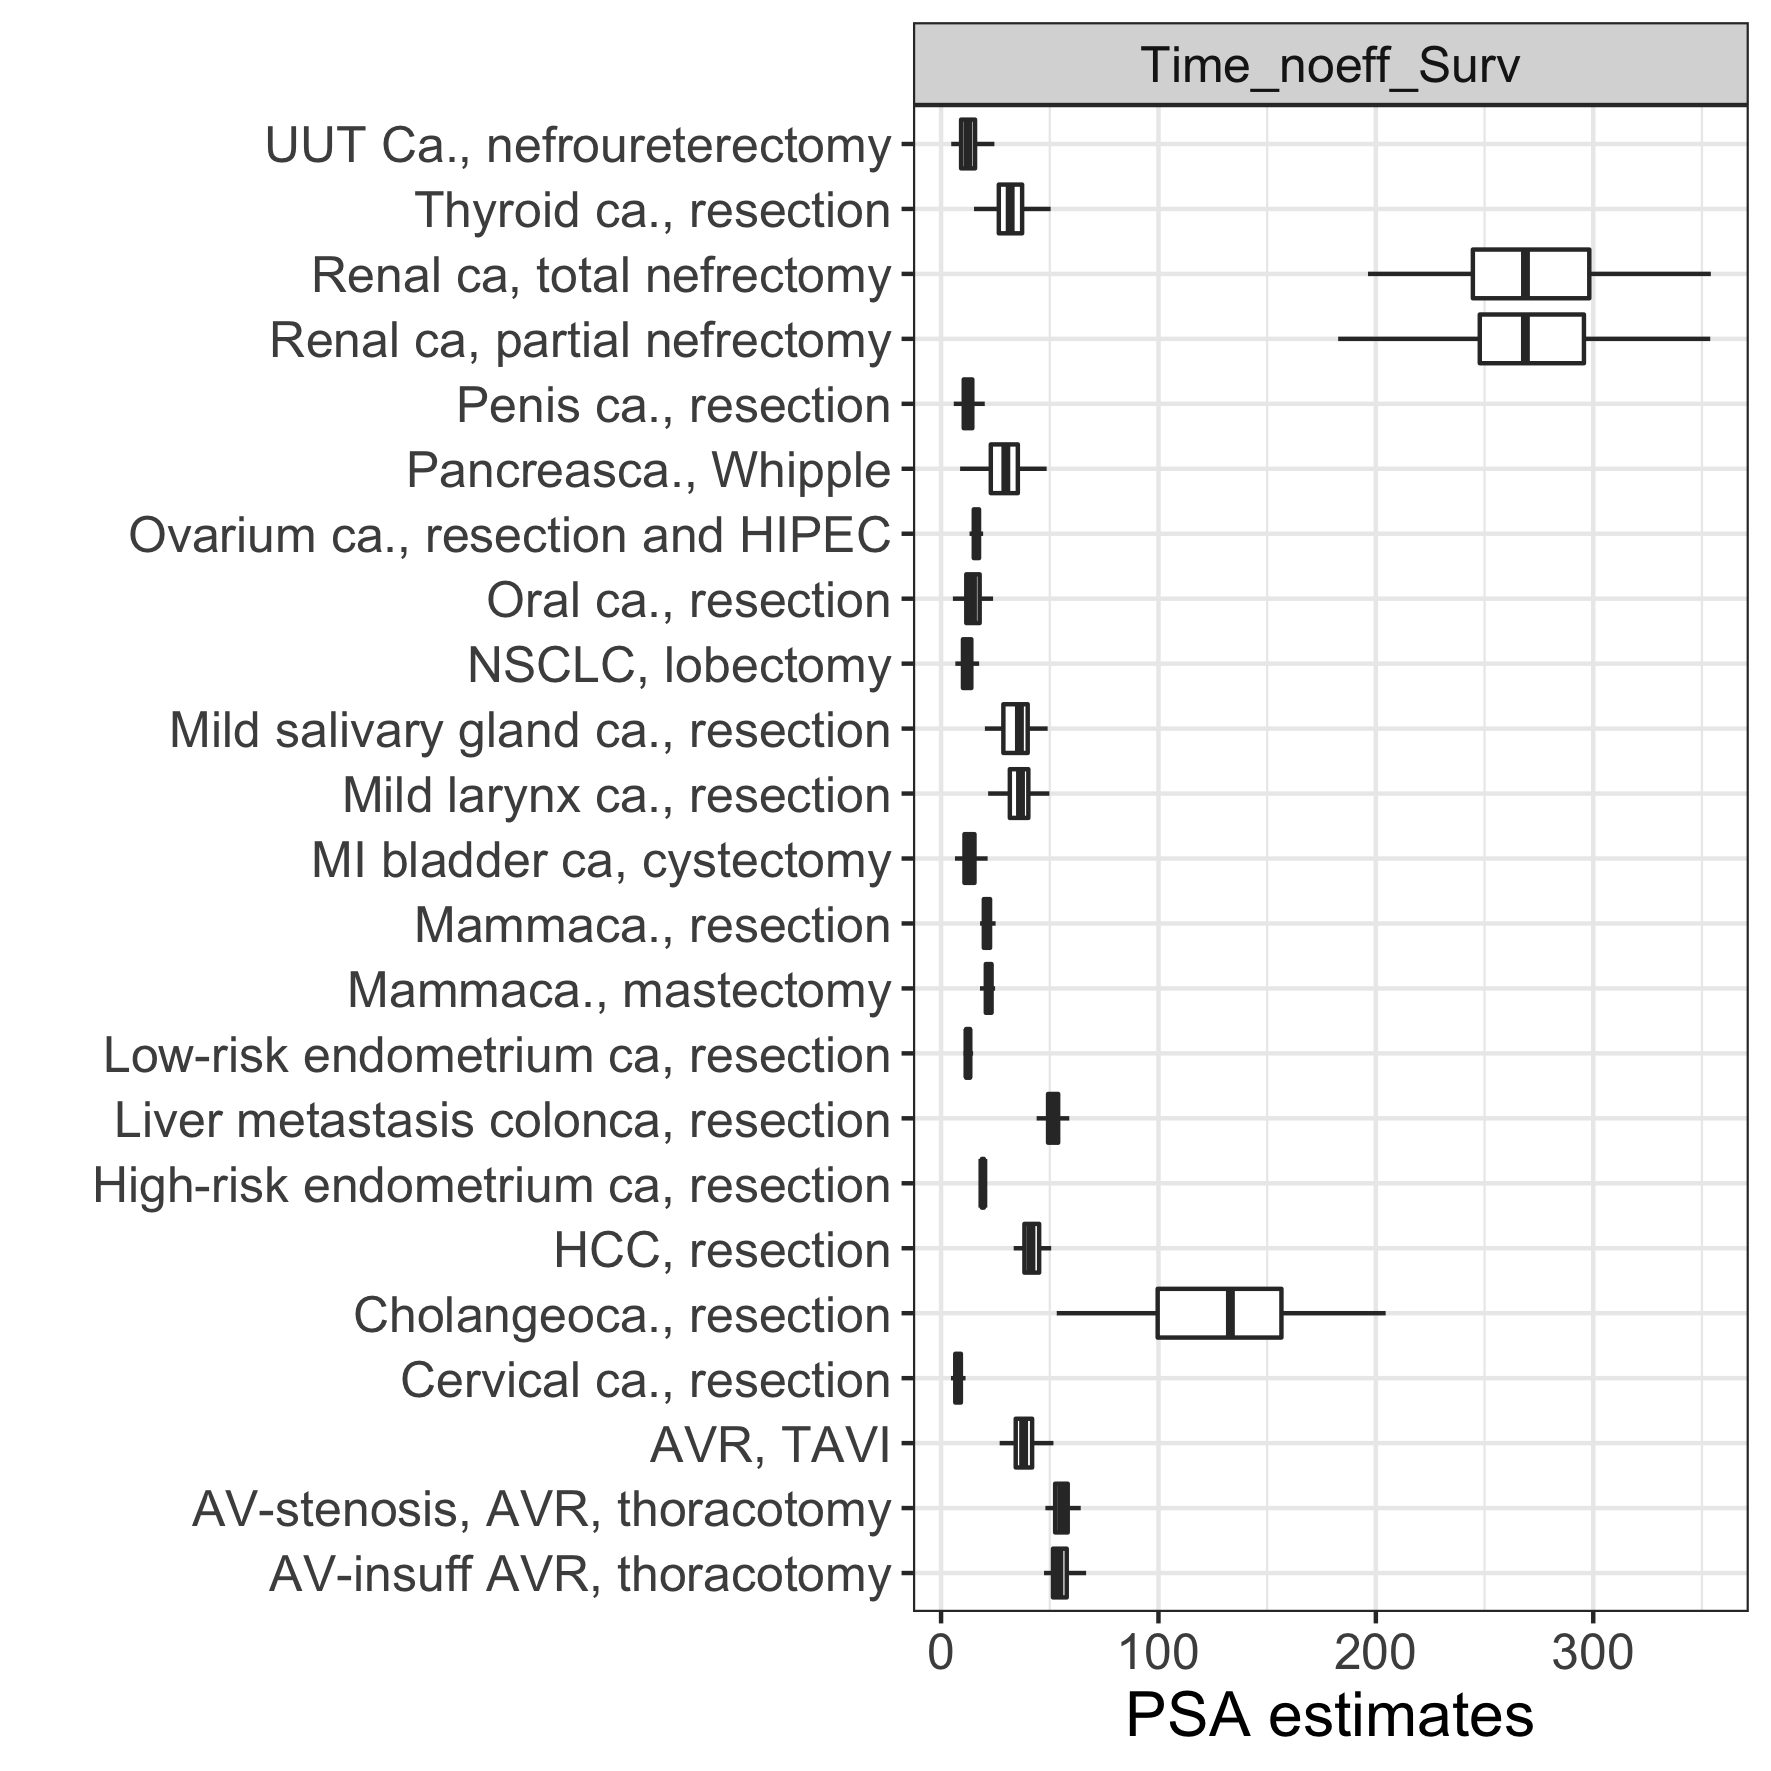 Time_noeff_Surv
UUT Ca., nefroureterectomy
Thyroid ca., resection
Renal ca, total nefrectomy
Renal ca, partial nefrectomy
Penis ca., resection
Pancreasca., Whipple
Ovarium ca., resection and HIPEC
Oral ca., resection
NSCLC, lobectomy
Mild salivary gland ca., resection
Mild larynx ca., resection
MI bladder ca, cystectomy
Mammaca., resection
Mammaca., mastectomy
Low-risk endometrium ca, resection
Liver metastasis colonca, resection
High-risk endometrium ca, resection
HCC, resection
Cholangeoca., resection
Cervical ca., resection
AVR, TAVI
AV-stenosis, AVR, thoracotomy
AV-insuff AVR, thoracotomy
0 100 200 300
PSA estimates